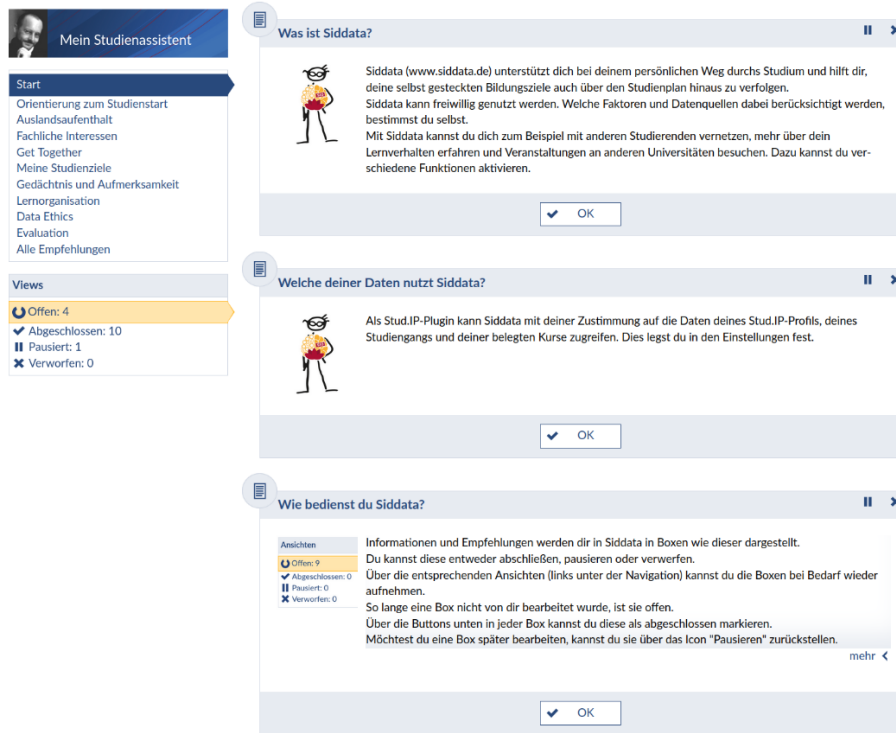 Mein Studienassistent
Start
Orientierung zum Studienstart
Auslandsaufenthalt
Fachliche Interessen
Get Together
Meine Studienziele
Gedächtnis und Aufmerksamkeit
Lernorganisation
Data Ethics
Evaluation
Alle Empfehlungen
Views
Offen: 4
Abgeschlossen: 10
Pausiert: 1
Verworfen: 0
Was ist Siddata?
Siddata (www.siddata.de) unterstützt dich bei deinem persönlichen Weg durchs Studium und hilft dir,
deine selbst gesteckten Bildungsziele auch über den Studienplan hinaus zu verfolgen.
Siddata kann freiwillig genutzt werden. Welche Faktoren und Datenquellen dabei berücksichtigt werden,
bestimmst du selbst.
Mit Siddata kannst du dich zum Beispiel mit anderen Studierenden vernetzen, mehr über dein
Lernverhalten erfahren und Veranstaltungen an anderen Universitäten besuchen. Dazu kannst du ver-
schiedene Funktionen aktivieren.
OK
Welche deiner Daten nutzt Siddata?
Als Stud.IP-Plugin kann Siddata mit deiner Zustimmung auf die Daten deines Stud.IP-Profils, deines
Studiengangs und deiner belegten Kurse zugreifen. Dies legst du in den Einstellungen fest.
OK
Wie bedienst du Siddata?
Ansichten
Offen: 9
Abgeschlossen: 0
Pausiert: 0
Verworfen: 0
Informationen und Empfehlungen werden dir in Siddata in Boxen wie dieser dargestellt.
Du kannst diese entweder abschließen, pausieren oder verwerfen.
Über die entsprechenden Ansichten (links unter der Navigation) kannst du die Boxen bei Bedarf wieder
aufnehmen.
So lange eine Box nicht von dir bearbeitet wurde, ist sie offen.
Über die Buttons unten in jeder Box kannst du diese als abgeschlossen markieren.
Möchtest du eine Box später bearbeiten, kannst du sie über das Icon "Pausieren" zurückstellen.
mehr
OK